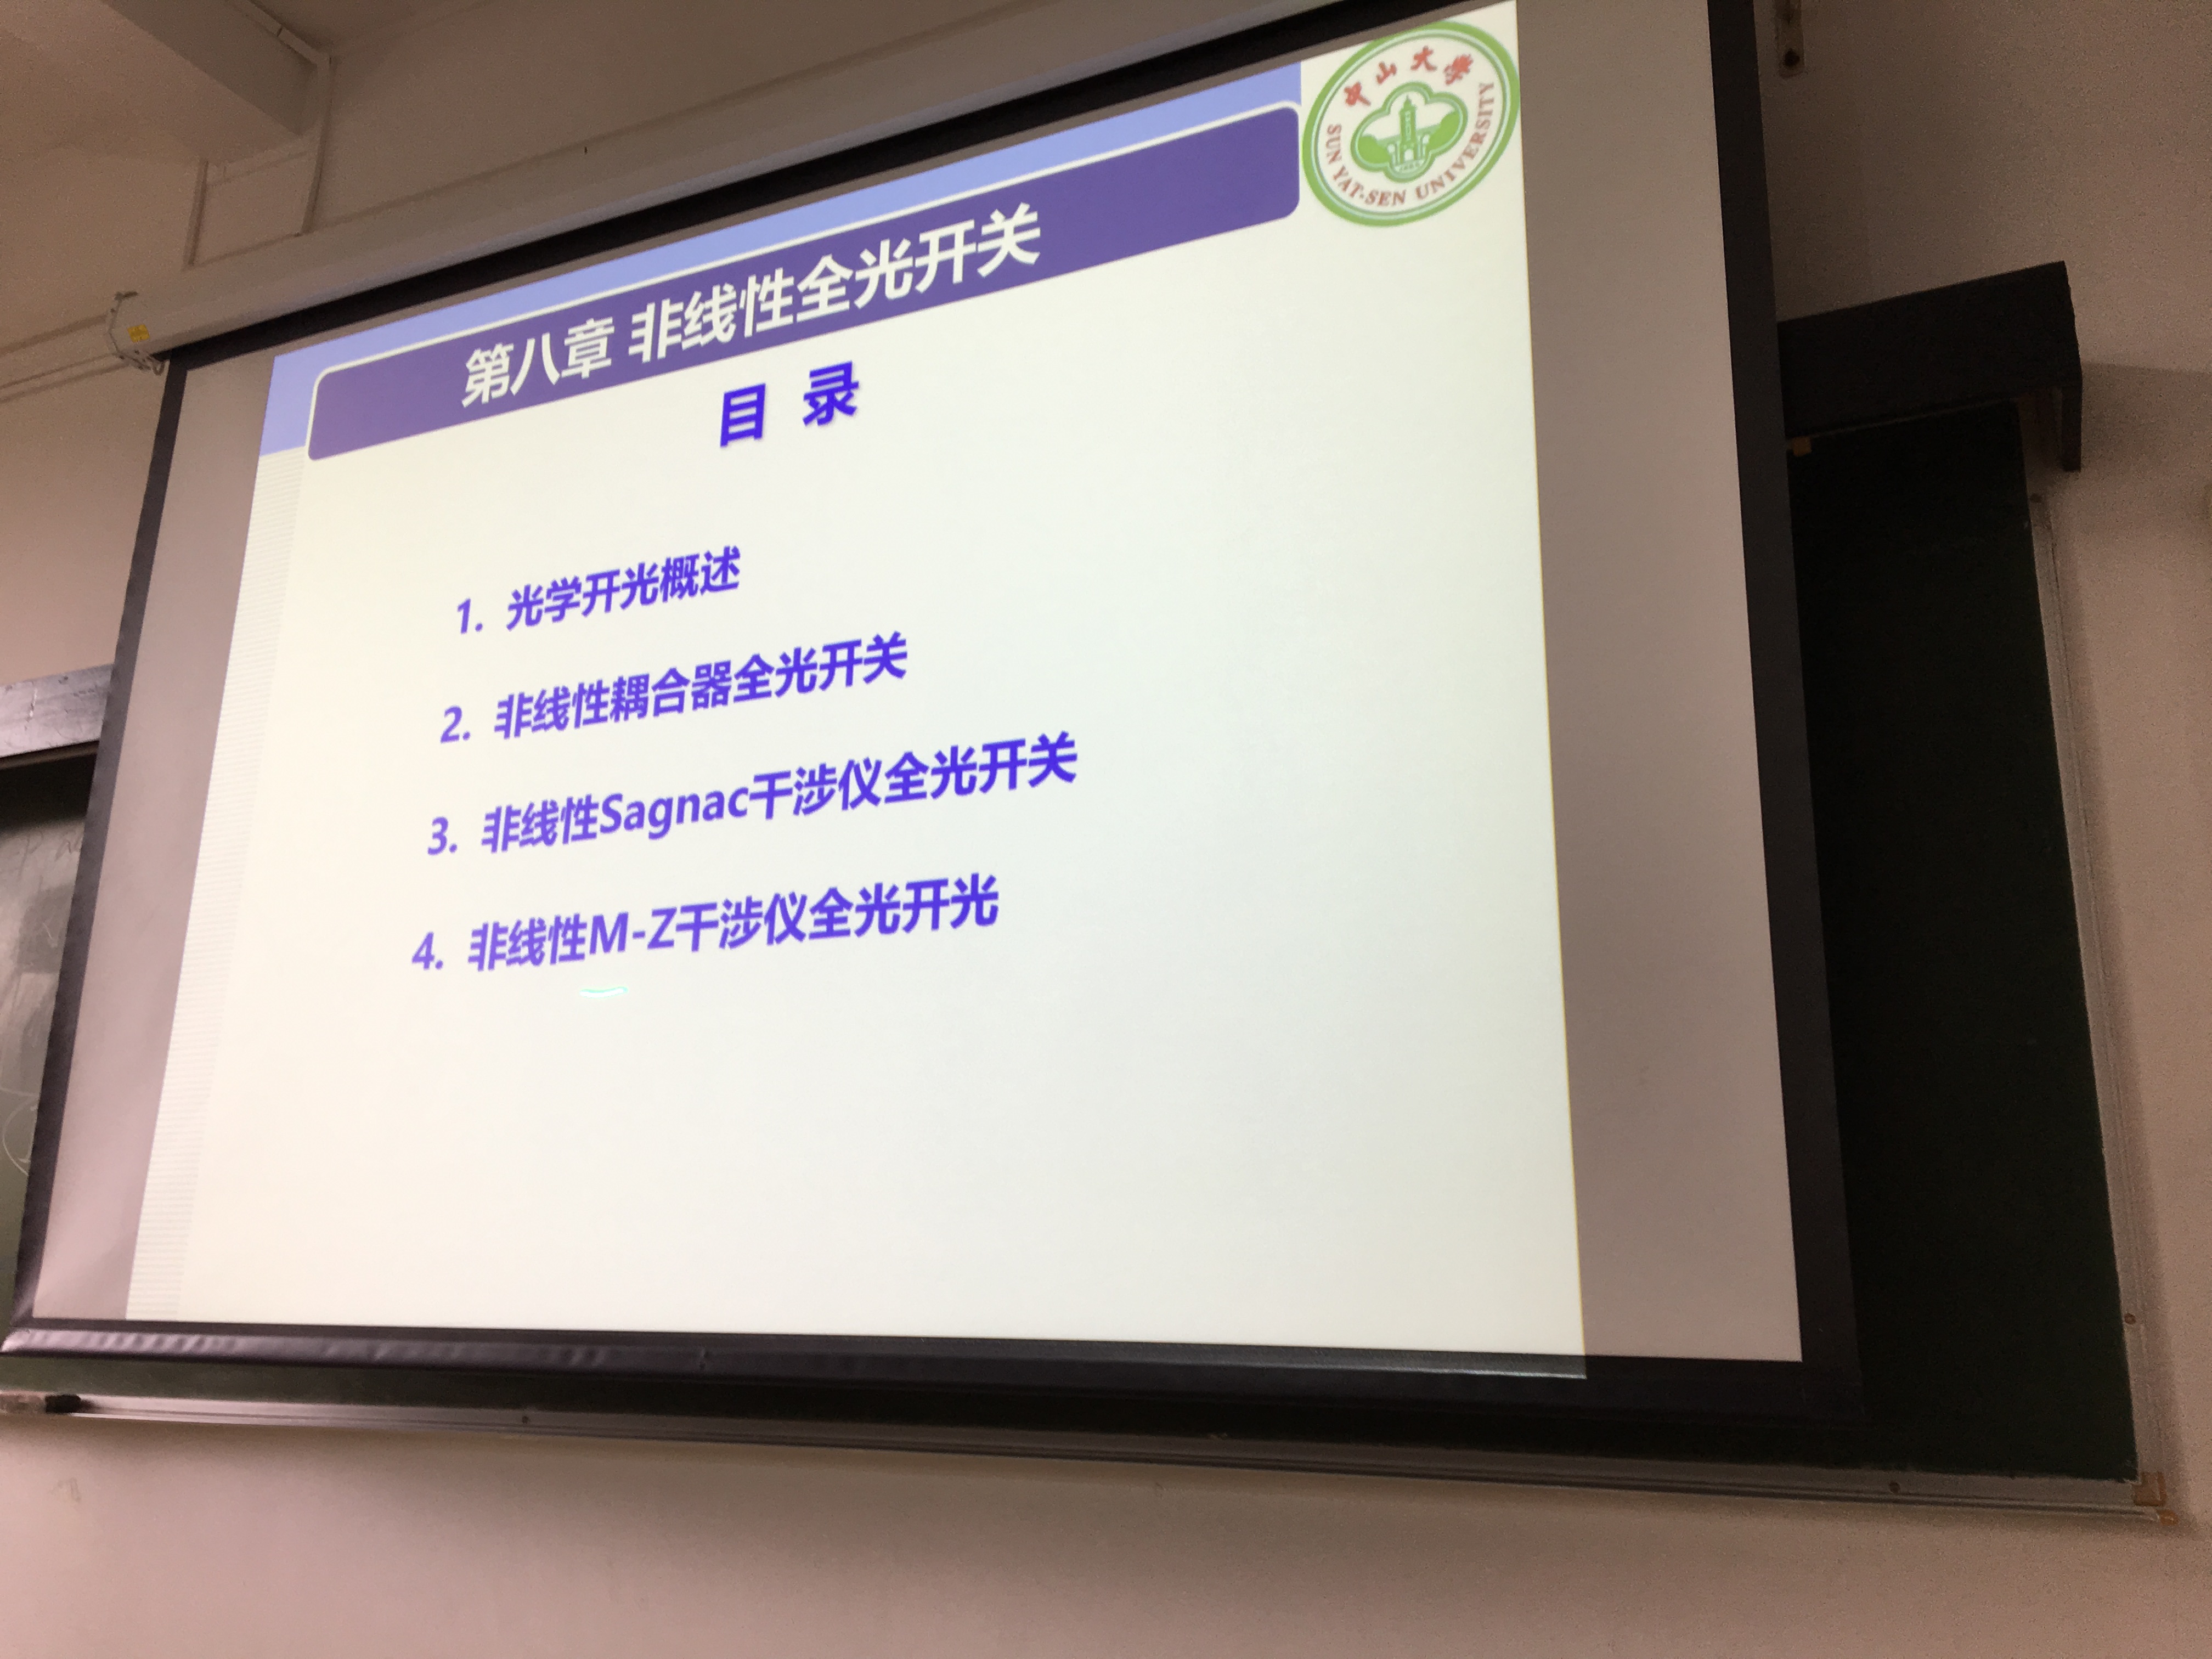 中山大学
SUN YAT-SEN UNIVERSITY
第八章 非线性全光开关
目 录
1. 光学开光概述
2. 非线性耦合器全光开关
3. 非线性Sagnac干涉仪全光开关
4. 非线性M-Z干涉仪全光开光